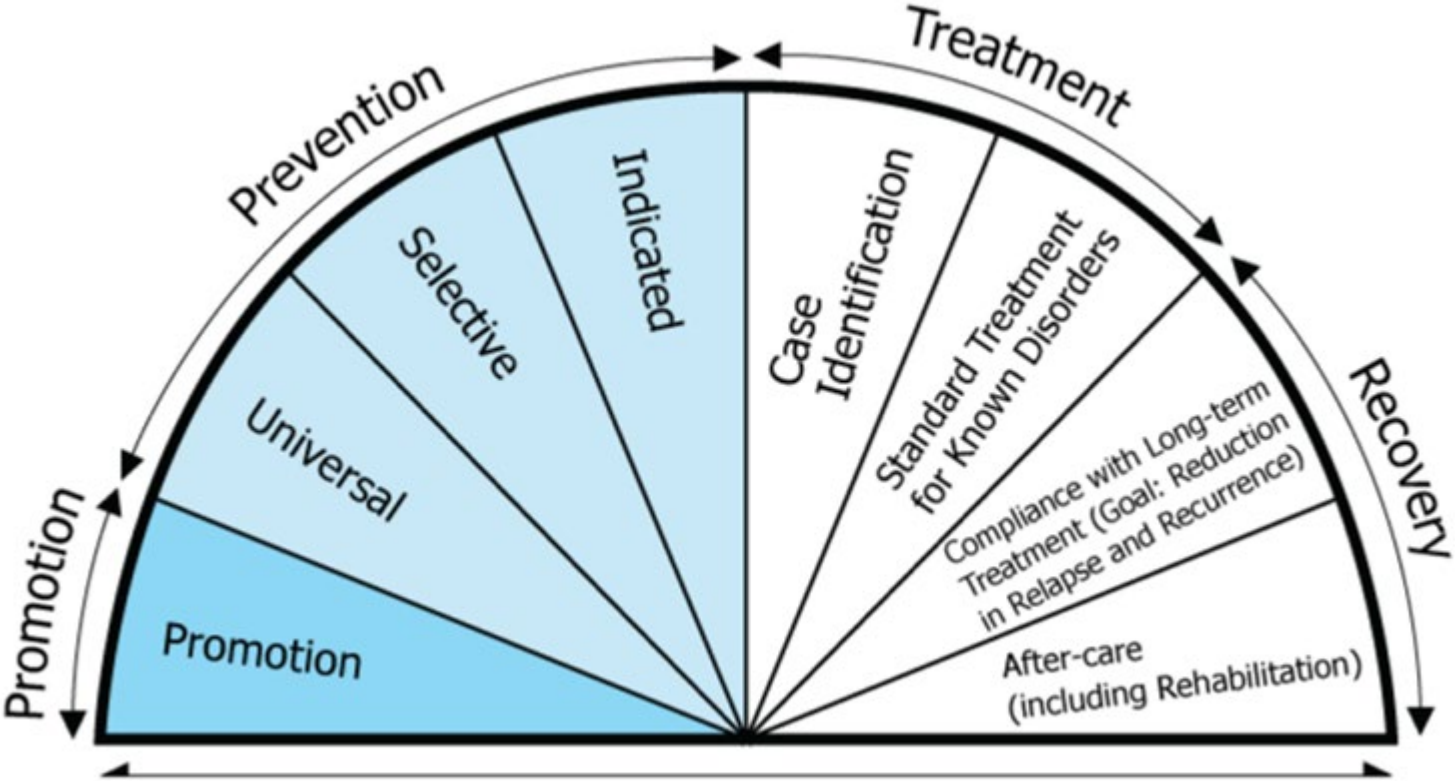 Promotion
Prevention
Treatment
Recovery
Promotion
Universal
Selective
Indicated
Case
Identification
Standard Treatment
for Known Disorders
Compliance with Long-term
Treatment (Goal: Reduction
in Relapse and Recurrence)
After-care
(including Rehabilitation)